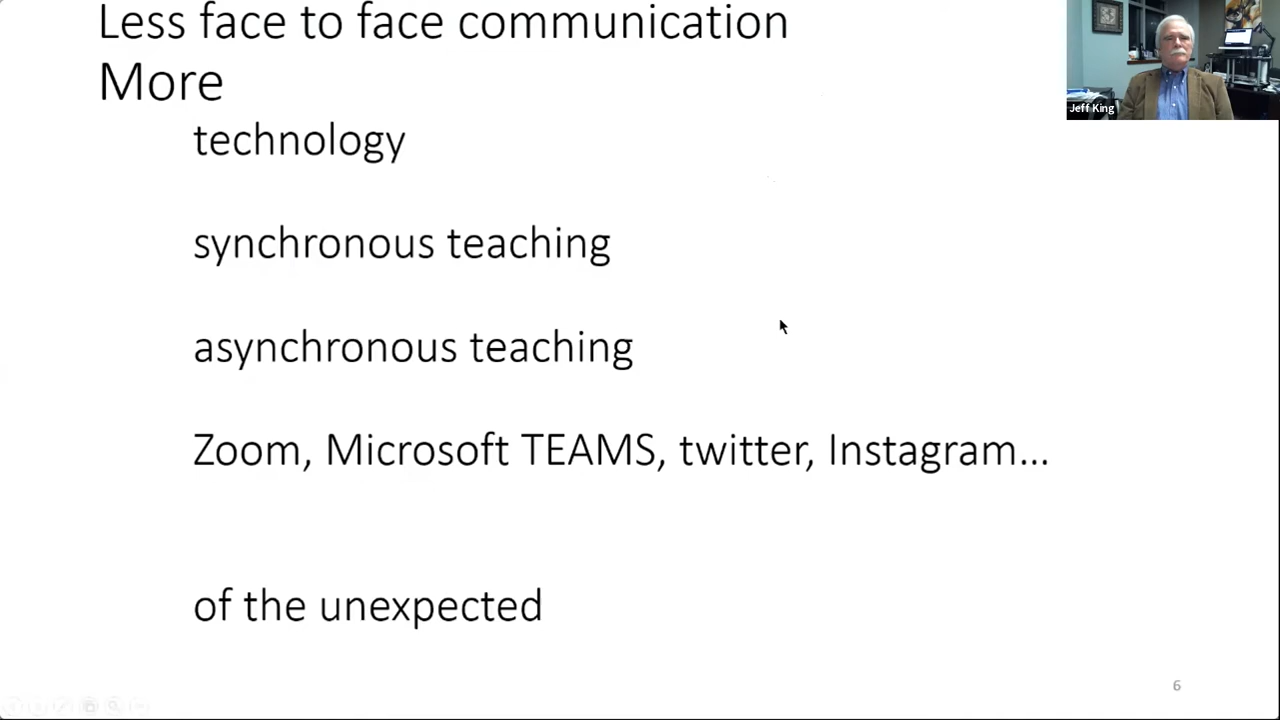 Less face to face communication
More
technology
synchronous teaching
asynchronous teaching
Zoom, Microsoft TEAMS, twitter, Instagram...
of the unexpected
Jeff King
6